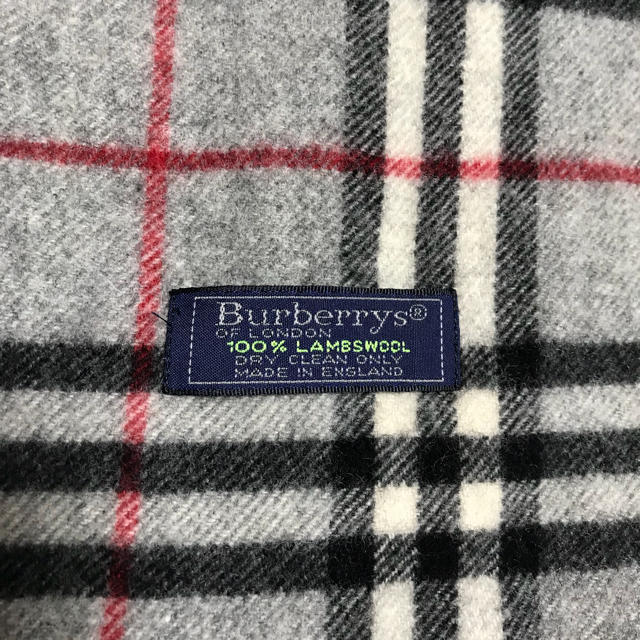 Burberrys®
OF LONDON
100% LAMBSWOOL
DRY CLEAN ONLY
MADE IN ENGLAND